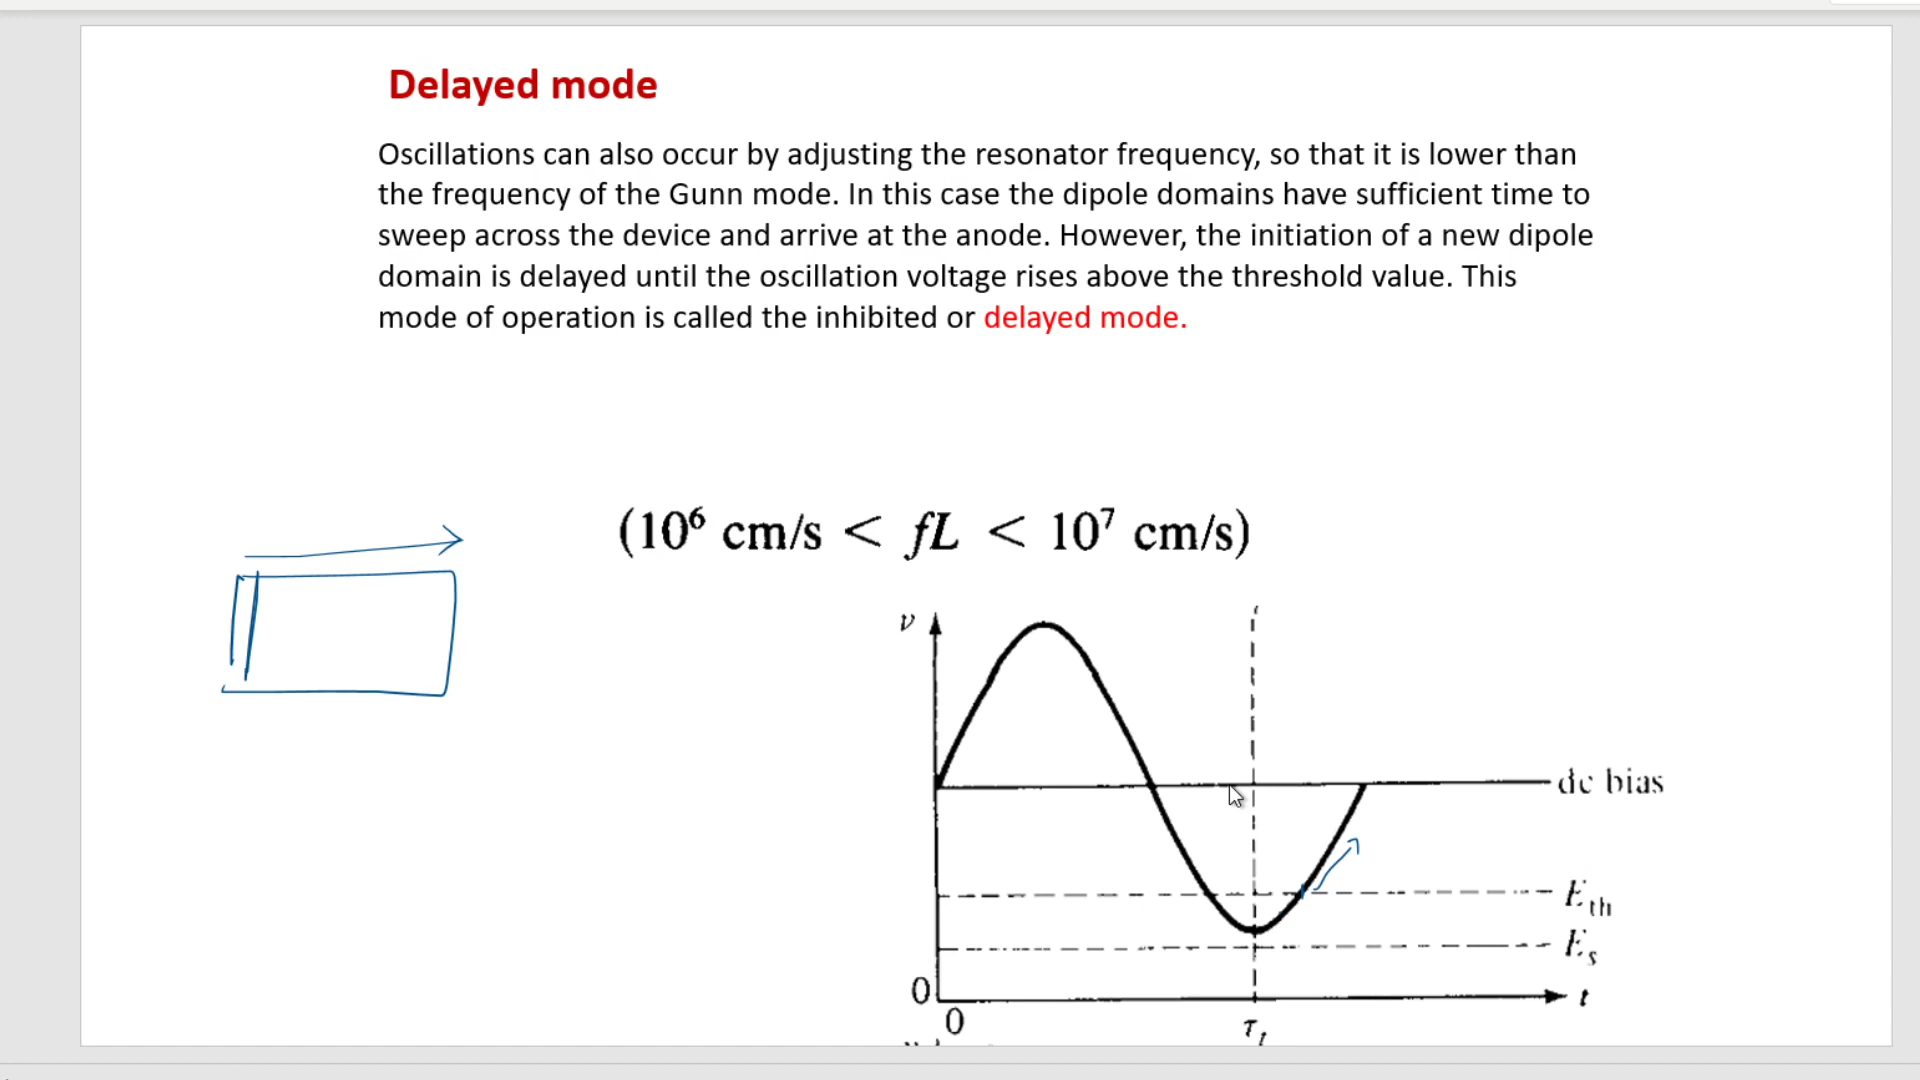 Delayed mode
Oscillations can also occur by adjusting the resonator frequency, so that it is lower than
the frequency of the Gunn mode. In this case the dipole domains have sufficient time to
sweep across the device and arrive at the anode. However, the initiation of a new dipole
domain is delayed until the oscillation voltage rises above the threshold value. This
mode of operation is called the inhibited or delayed mode.
(10⁶ cm/s < fL < 10⁷ cm/s)
ν
dc bias
E_th
E_s
0
t
0
τ_t